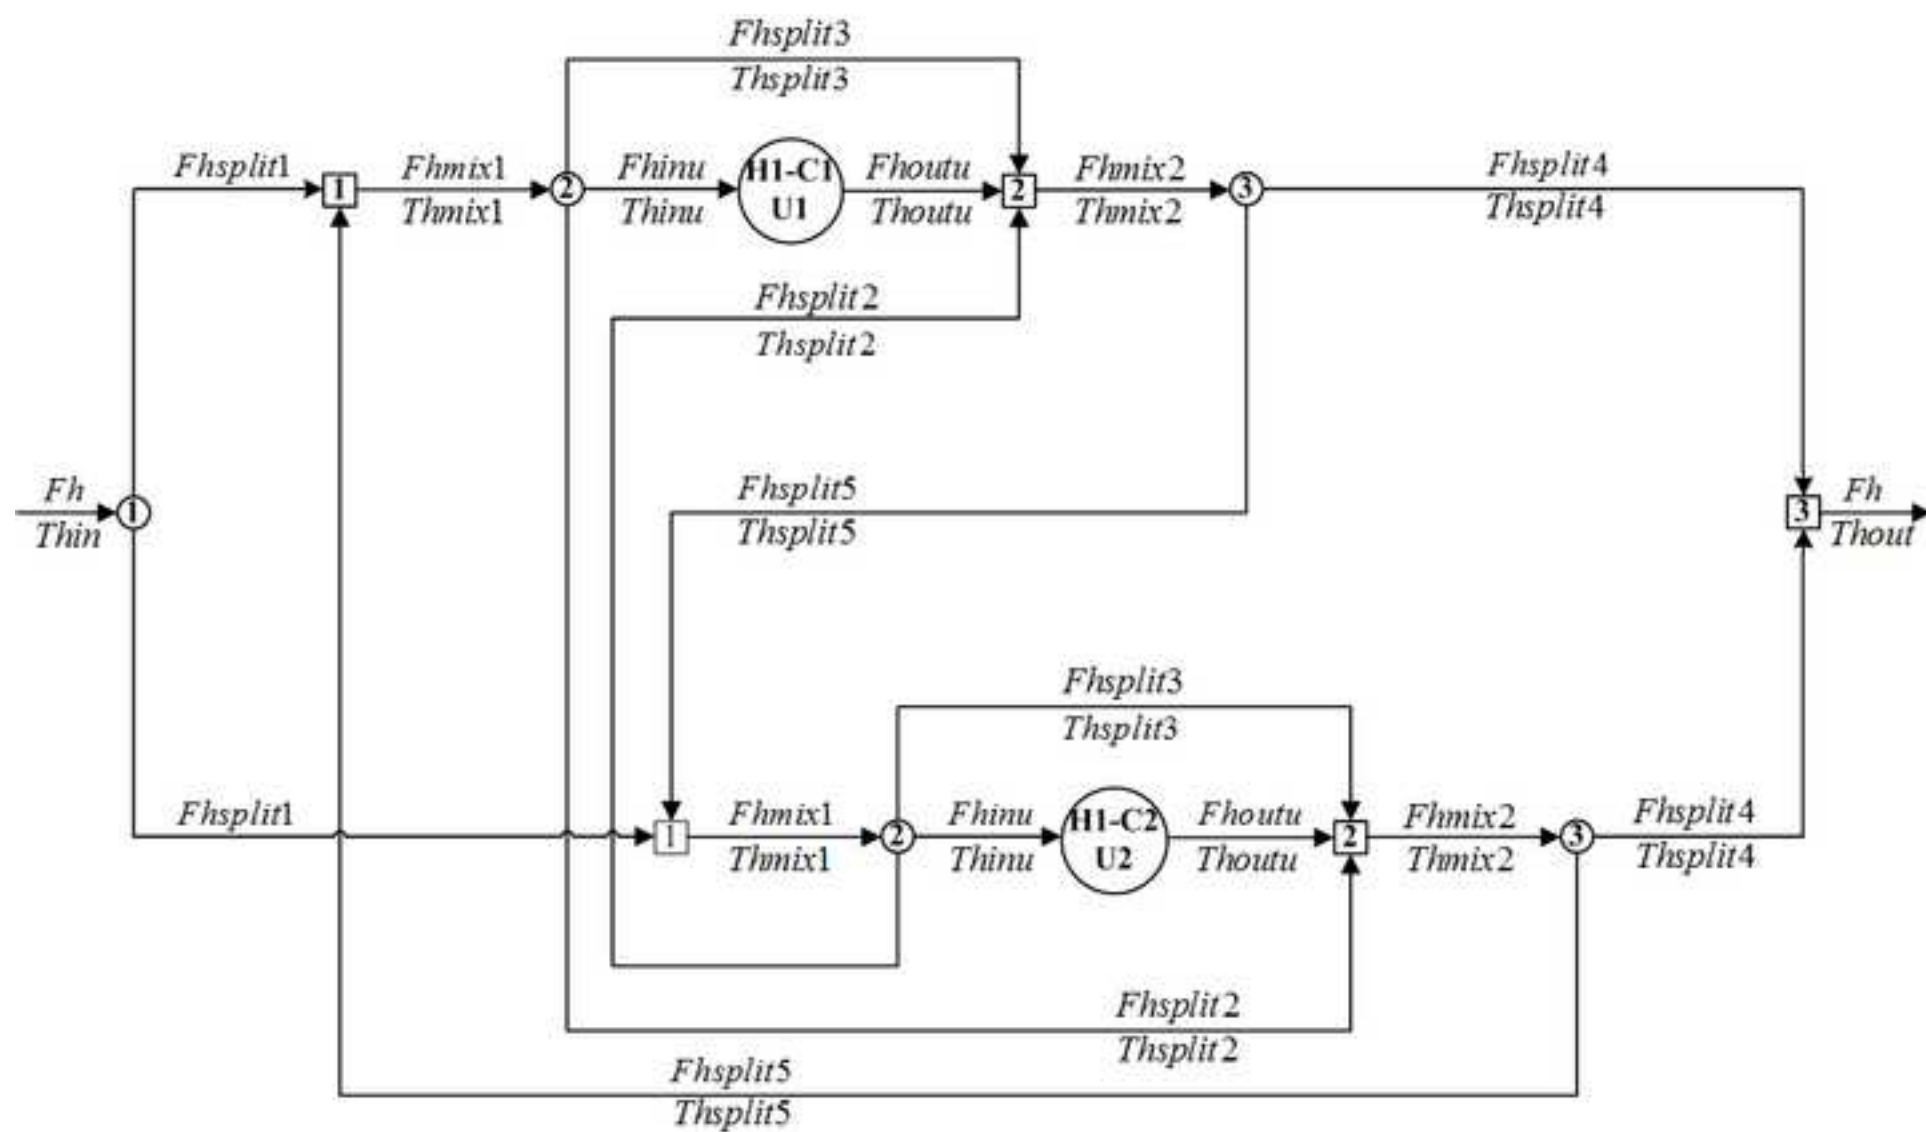 Fhsplit3
Thsplit3
Fhsplit1
1
Fhmix1
Thmix1
2
Fhinu
Thinu
H1-C1
U1
Fhoutu
Thoutu
2
Fhmix2
Thmix2
3
Fhsplit4
Thsplit4
Fhsplit2
Thsplit2
Fh
Thin
1
Fhsplit5
Thsplit5
3
Fh
Thout
Fhsplit3
Thsplit3
Fhsplit1
1
Fhmix1
Thmix1
2
Fhinu
Thinu
H1-C2
U2
Fhoutu
Thoutu
2
Fhmix2
Thmix2
3
Fhsplit4
Thsplit4
Fhsplit2
Thsplit2
Fhsplit5
Thsplit5